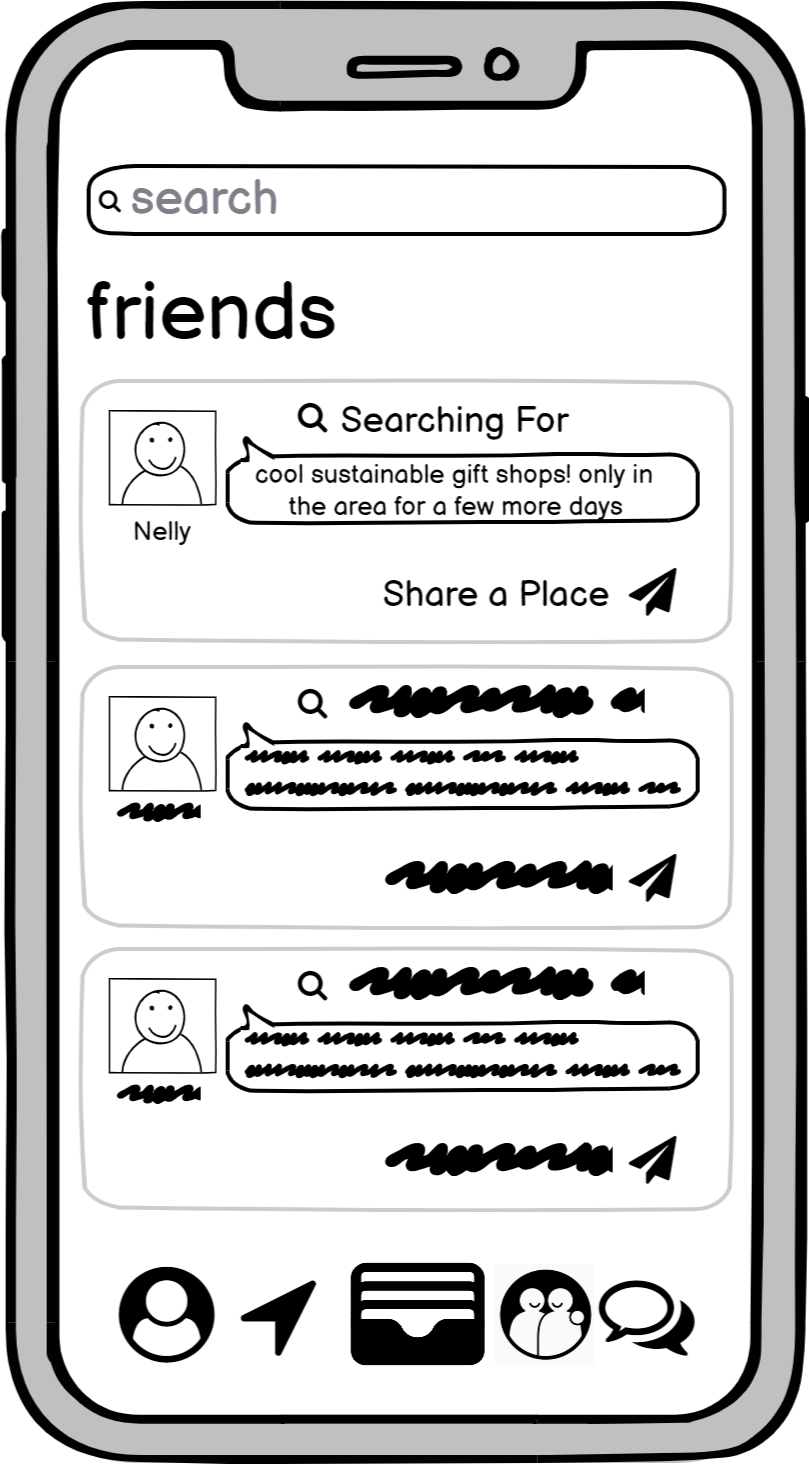 search
friends
Searching For
cool sustainable gift shops! only in
the area for a few more days
Nelly
Share a Place